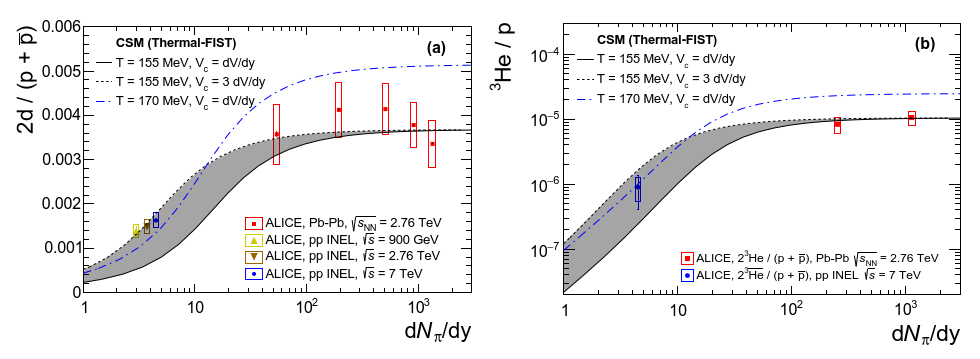 2d / (p + p̅)
0.006
0.005
0.004
0.003
0.002
0.001
0
CSM (Thermal-FIST)
(a)
T = 155 MeV, V_c = dV/dy
T = 155 MeV, V_c = 3 dV/dy
T = 170 MeV, V_c = dV/dy
ALICE, Pb-Pb, √s_NN = 2.76 TeV
ALICE, pp INEL, √s = 900 GeV
ALICE, pp INEL, √s = 2.76 TeV
ALICE, pp INEL, √s = 7 TeV
1 10 10² 10³
dN_π/dy
³He / p
10⁻⁴
10⁻⁵
10⁻⁶
10⁻⁷
CSM (Thermal-FIST)
(b)
T = 155 MeV, V_c = dV/dy
T = 155 MeV, V_c = 3 dV/dy
T = 170 MeV, V_c = dV/dy
ALICE, 2³He / (p + p̅), Pb-Pb √s_NN = 2.76 TeV
ALICE, 2³He / (p + p̅), pp INEL √s = 7 TeV
1 10 10² 10³
dN_π/dy